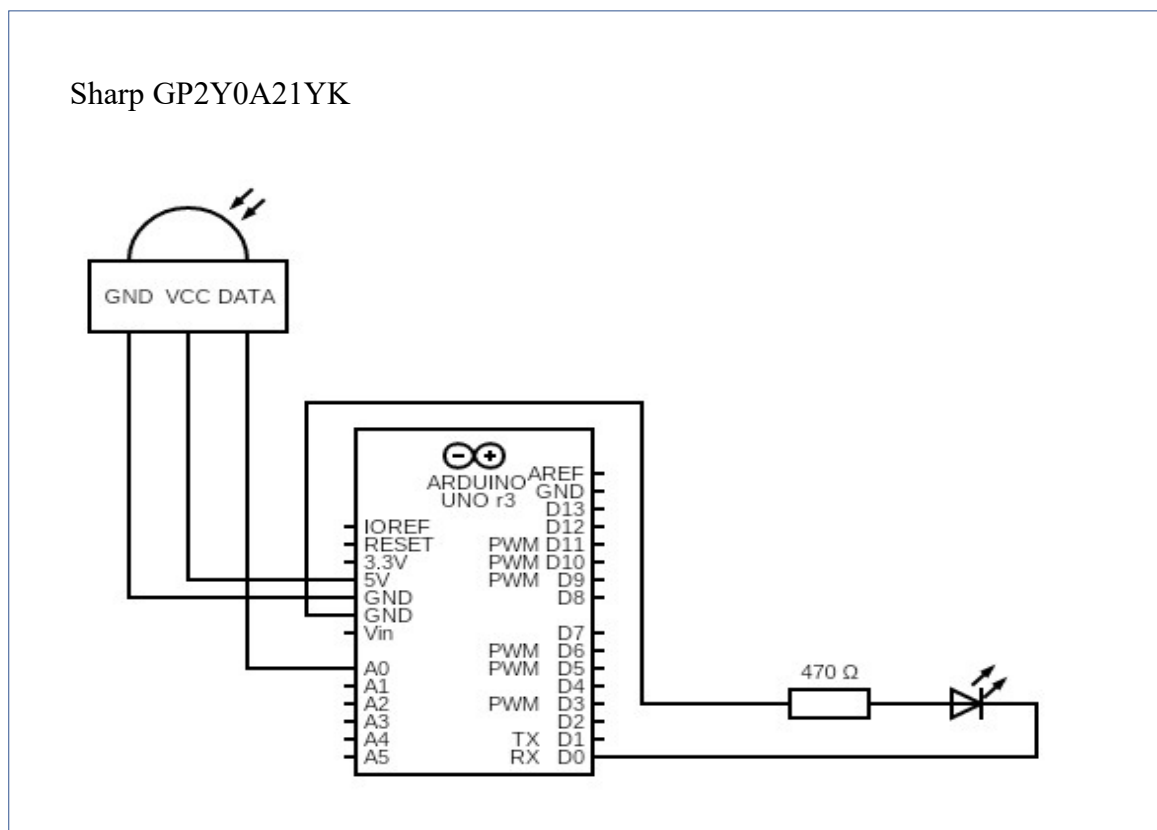 Sharp GP2Y0A21YK
GND VCC DATA
ARDUINO
UNO r3
IOREF
RESET
3.3V
5V
GND
GND
Vin
A0
A1
A2
A3
A4
A5
AREF
GND
D13
D12
PWM D11
PWM D10
PWM D9
D8
D7
PWM D6
PWM D5
D4
PWM D3
D2
TX D1
RX D0
470 Ω